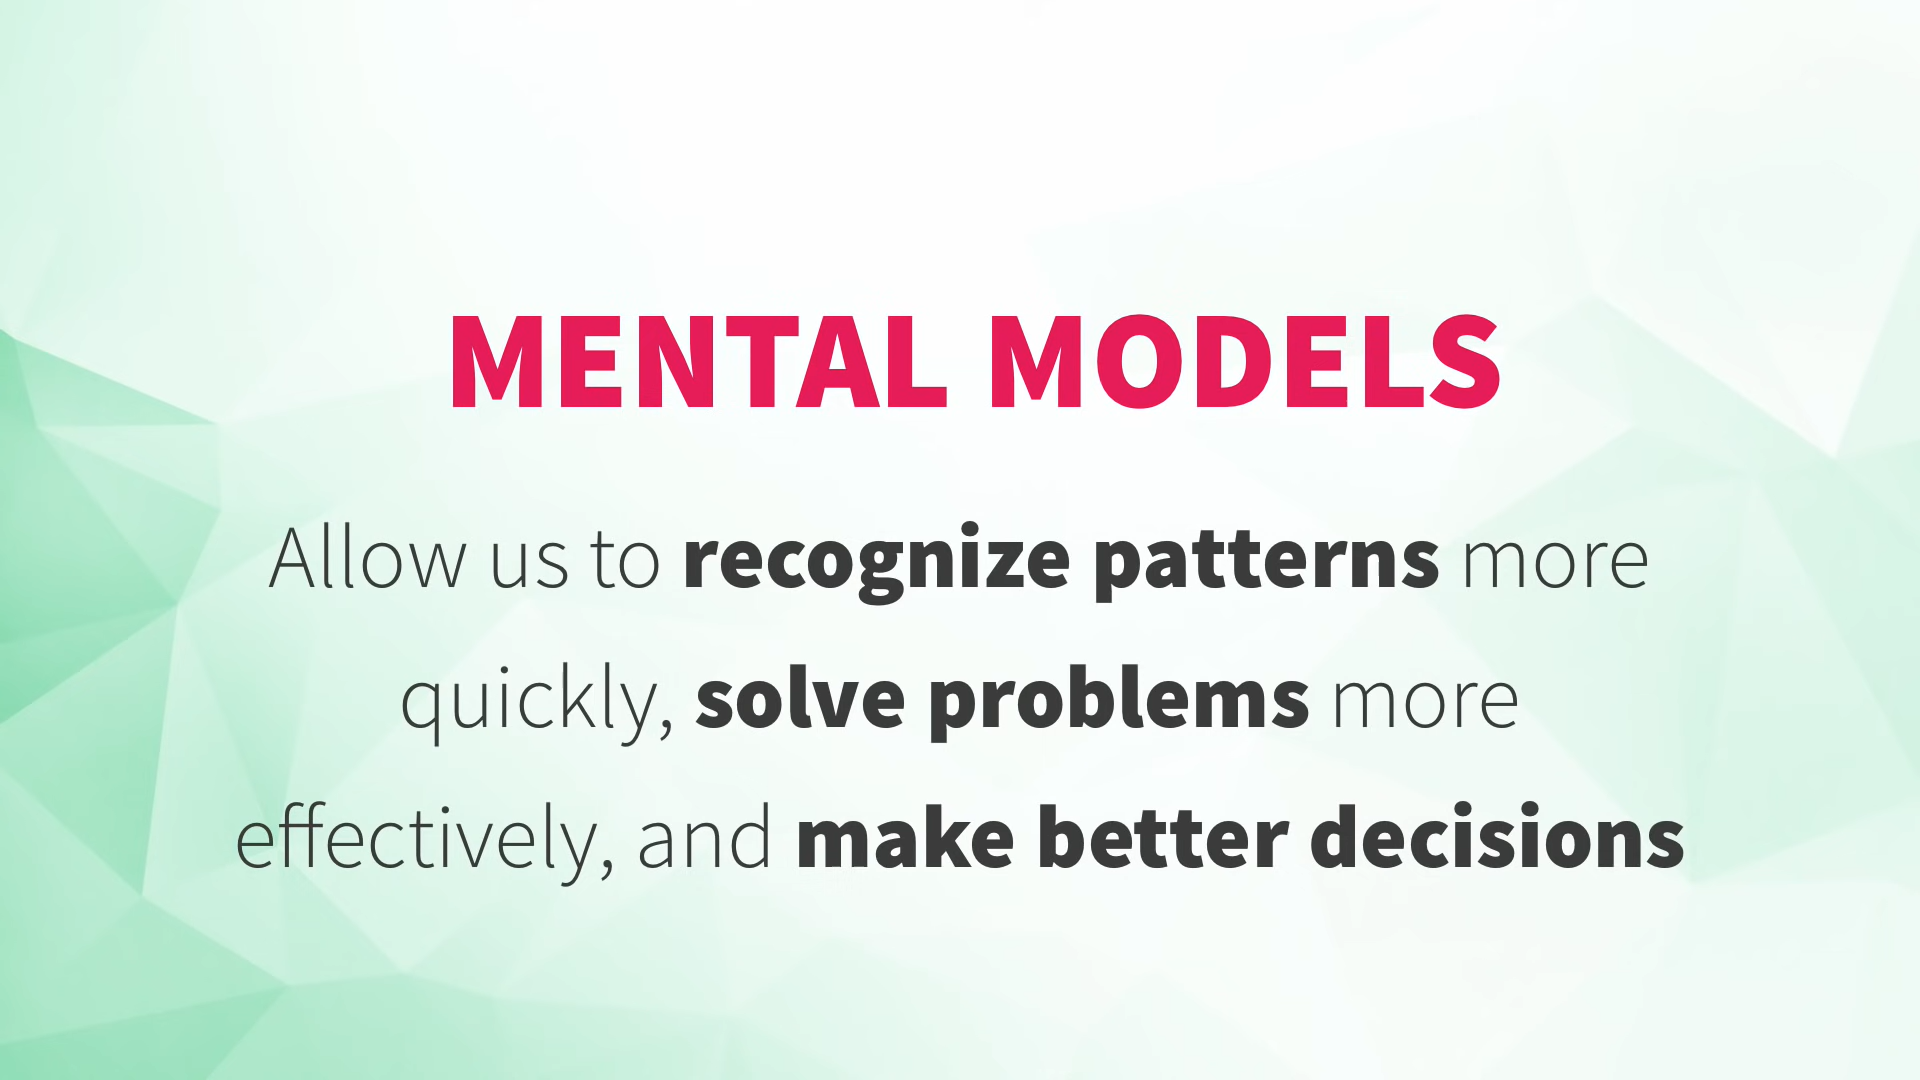 MENTAL MODELS
Allow us to recognize patterns more
quickly, solve problems more
effectively, and make better decisions